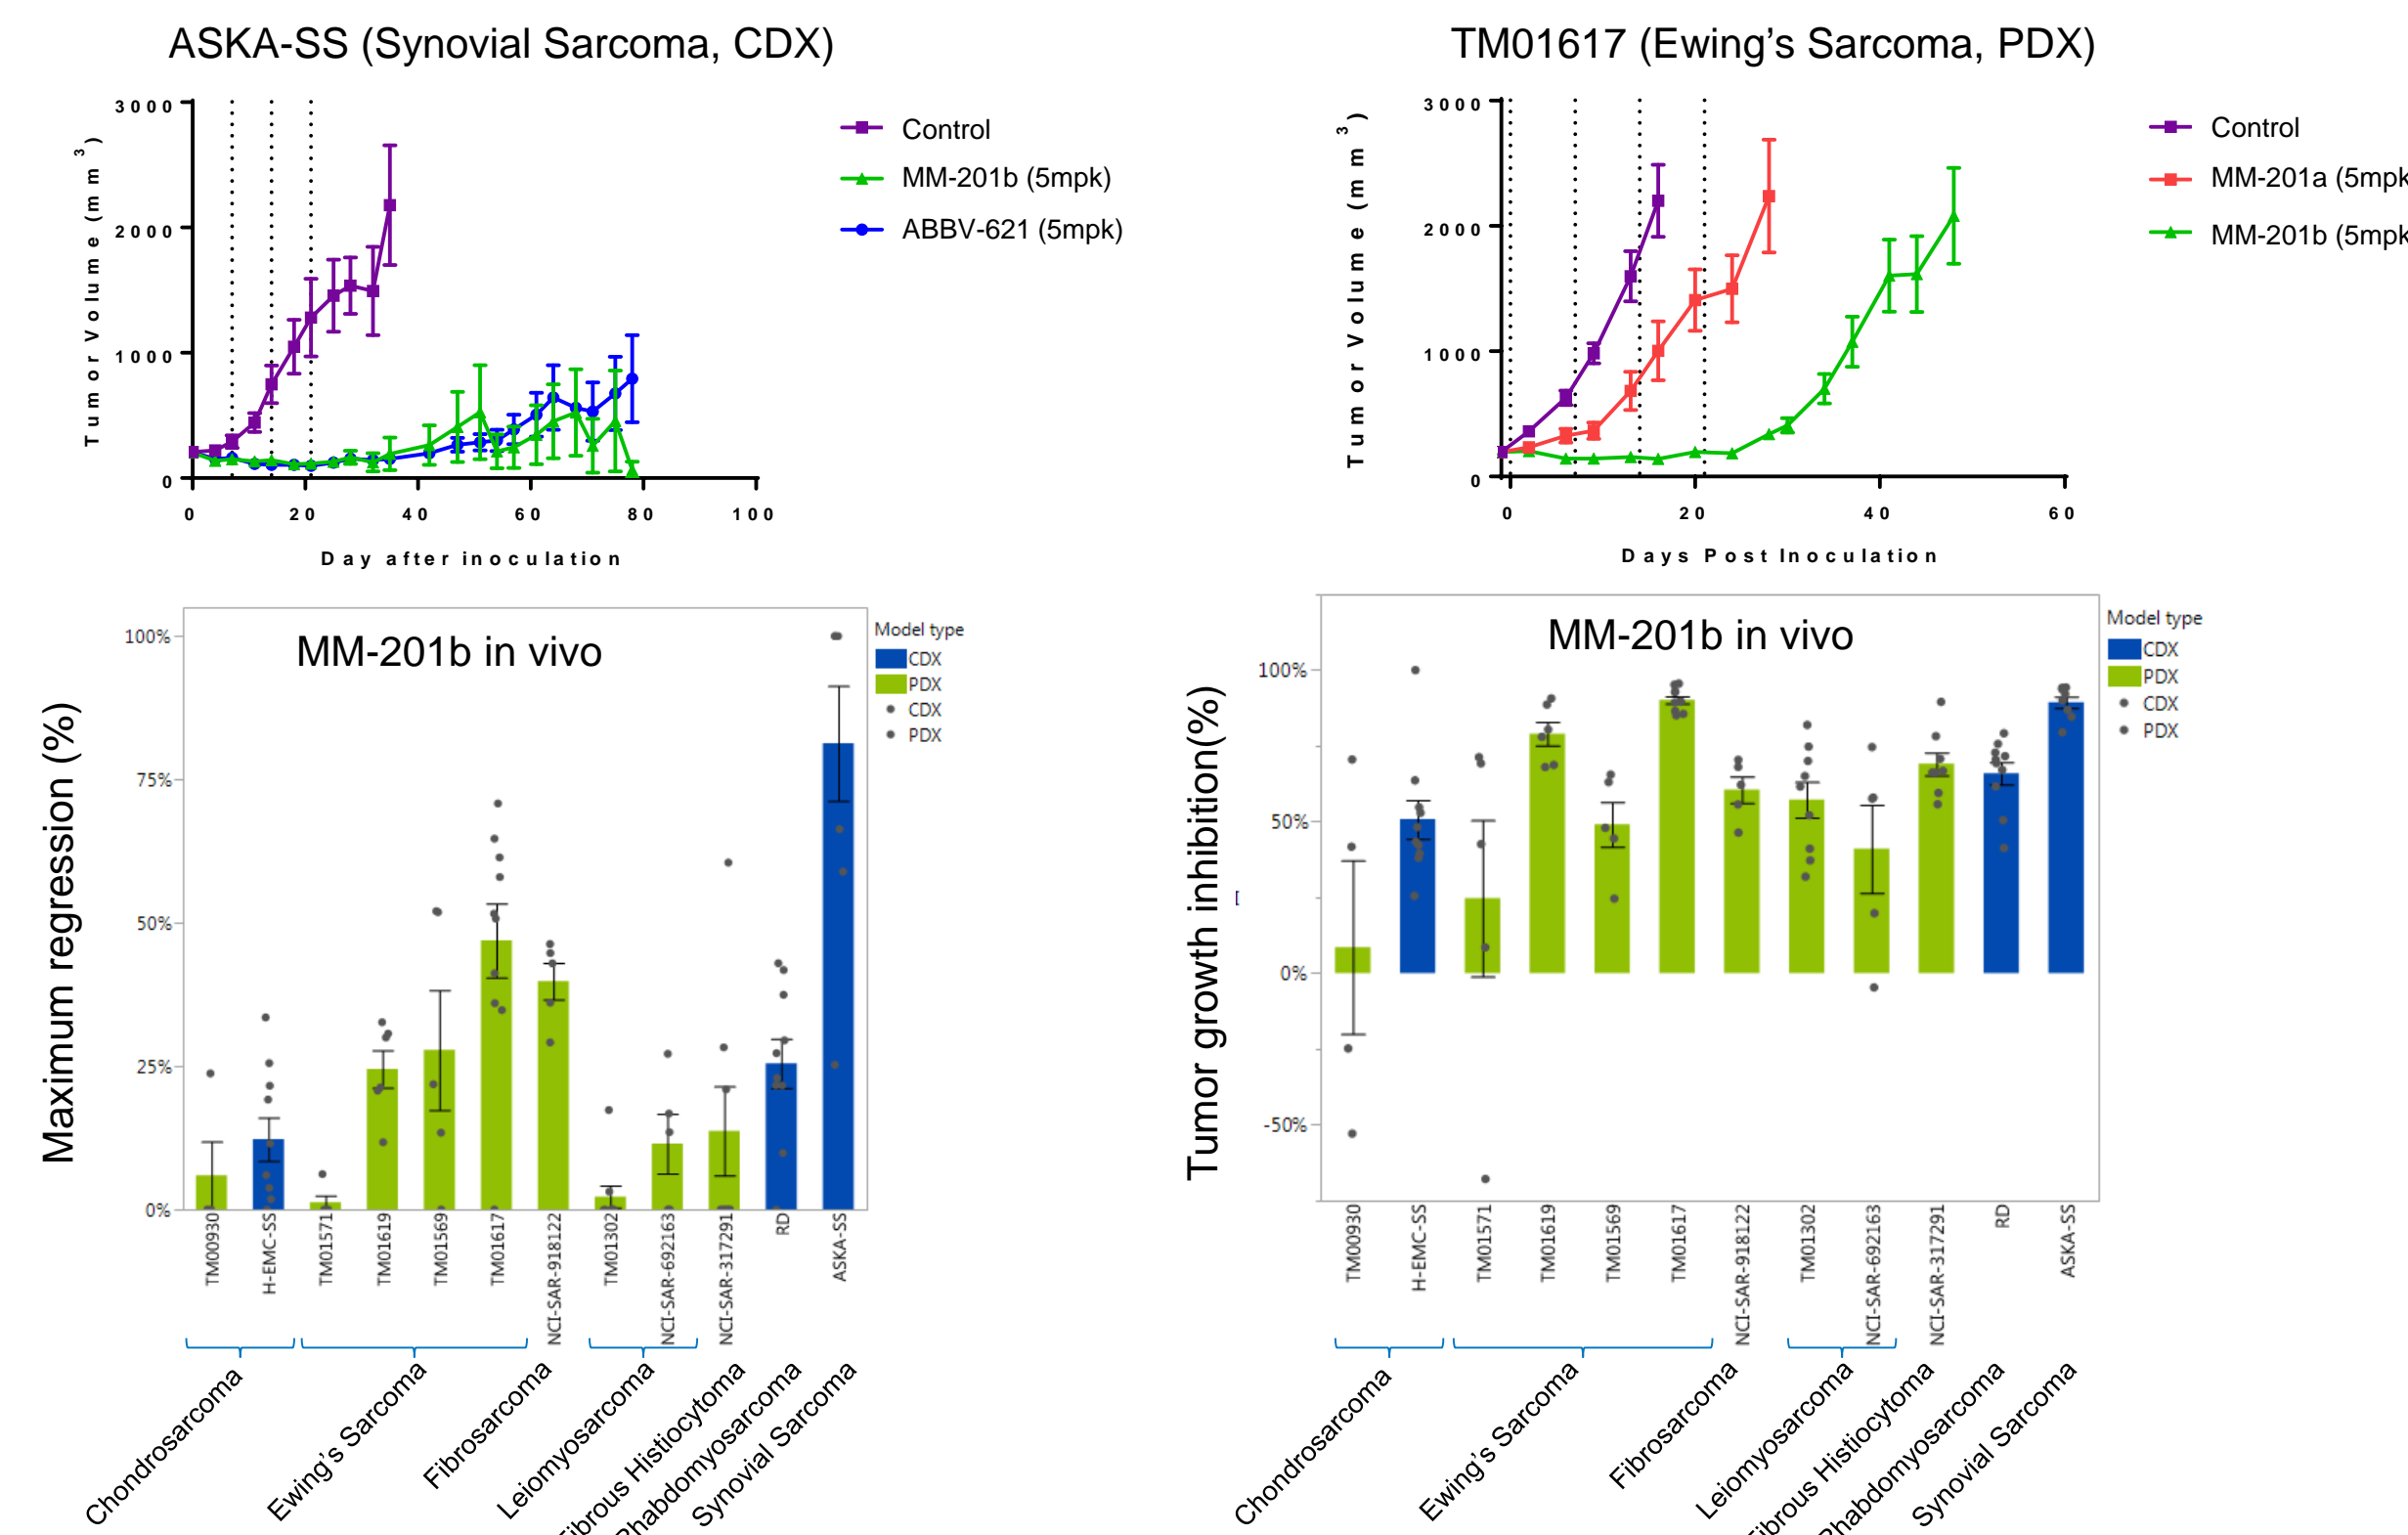 ASKA-SS (Synovial Sarcoma, CDX)
3000
2000
1000
0
Tumor Volume (mm3)
0 20 40 60 80 100
Day after inoculation
Control
MM-201b (5mpk)
ABBV-621 (5mpk)
TM01617 (Ewing’s Sarcoma, PDX)
3000
2000
1000
0
Tumor Volume (mm3)
0 20 40 60
Days Post Inoculation
Control
MM-201a (5mpk
MM-201b (5mpk
MM-201b in vivo
Maximum regression (%)
100%
75%
50%
25%
0%
Model type
CDX
PDX
CDX
PDX
TM00930
H-EMC-SS
TM01571
TM01619
TM01569
TM01617
NCI-SAR-918122
TM01302
NCI-SAR-692163
NCI-SAR-317291
RD
ASKA-SS
Chondrosarcoma
Ewing’s Sarcoma
Fibrosarcoma
Leiomyosarcoma
Fibrous Histiocytoma
Rhabdomyosarcoma
Synovial Sarcoma
MM-201b in vivo
Tumor growth inhibition(%)
100%
50%
0%
-50%
Model type
CDX
PDX
CDX
PDX
TM00930
H-EMC-SS
TM01571
TM01619
TM01569
TM01617
NCI-SAR-918122
TM01302
NCI-SAR-692163
NCI-SAR-317291
RD
ASKA-SS
Chondrosarcoma
Ewing’s Sarcoma
Fibrosarcoma
Leiomyosarcoma
Fibrous Histiocytoma
Rhabdomyosarcoma
Synovial Sarcoma